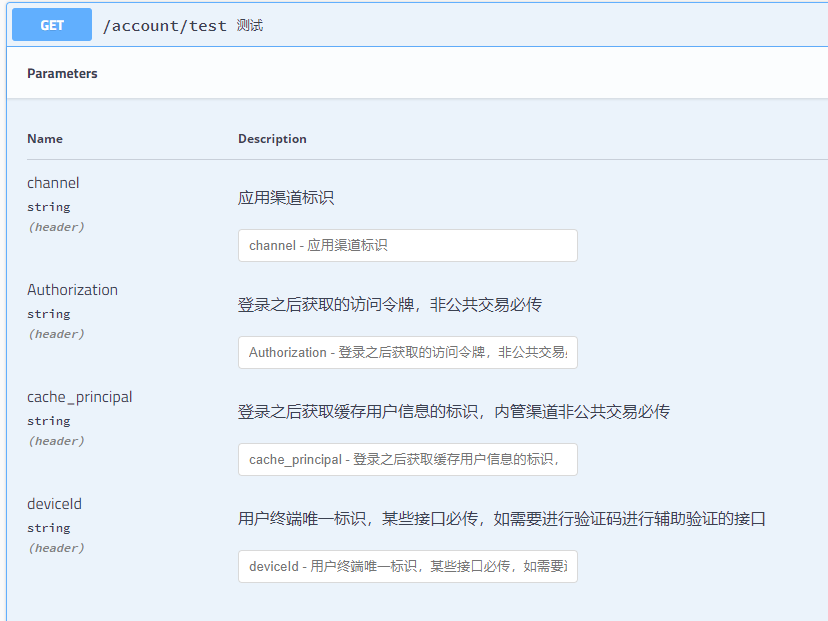 GET /account/test 测试
Parameters
Name Description
channel
string
(header)
应用渠道标识
channel - 应用渠道标识
Authorization
string
(header)
登录之后获取的访问令牌，非公共交易必传
Authorization - 登录之后获取的访问令牌，非公共交易
cache_principal
string
(header)
登录之后获取缓存用户信息的标识，内管渠道非公共交易必传
cache_principal - 登录之后获取缓存用户信息的标识，
deviceId
string
(header)
用户终端唯一标识，某些接口必传，如需要进行验证码进行辅助验证的接口
deviceId - 用户终端唯一标识，某些接口必传，如需要